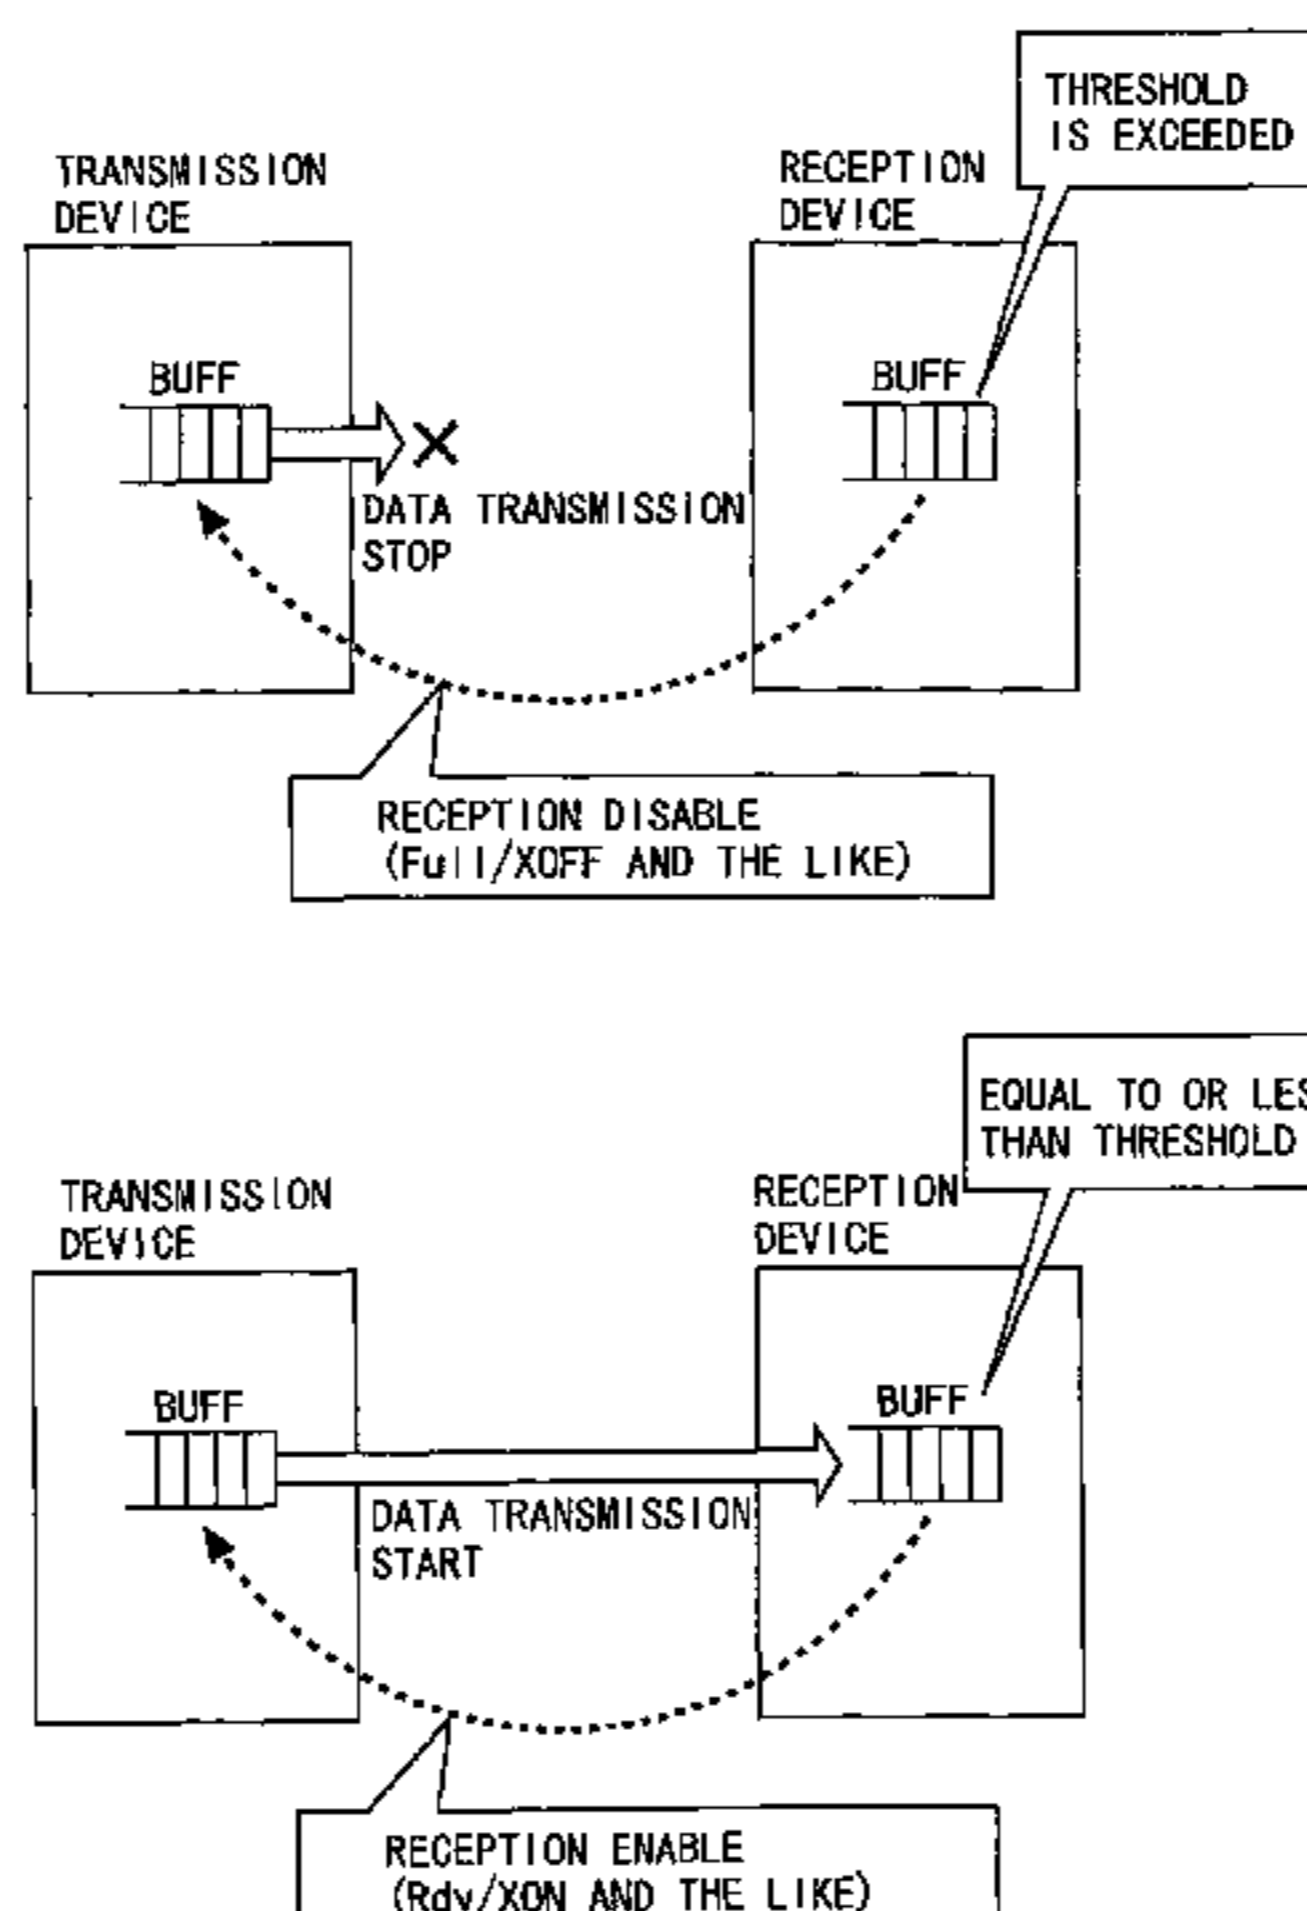 THRESHOLD
IS EXCEEDED
TRANSMISSION
DEVICE
RECEPTION
DEVICE
BUFF
BUFF
DATA TRANSMISSION
STOP
RECEPTION DISABLE
(Full/XOFF AND THE LIKE)
EQUAL TO OR LES
THAN THRESHOLD
TRANSMISSION
DEVICE
RECEPTION
DEVICE
BUFF
BUFF
DATA TRANSMISSION
START
RECEPTION ENABLE
(Rdy/XON AND THE LIKE)